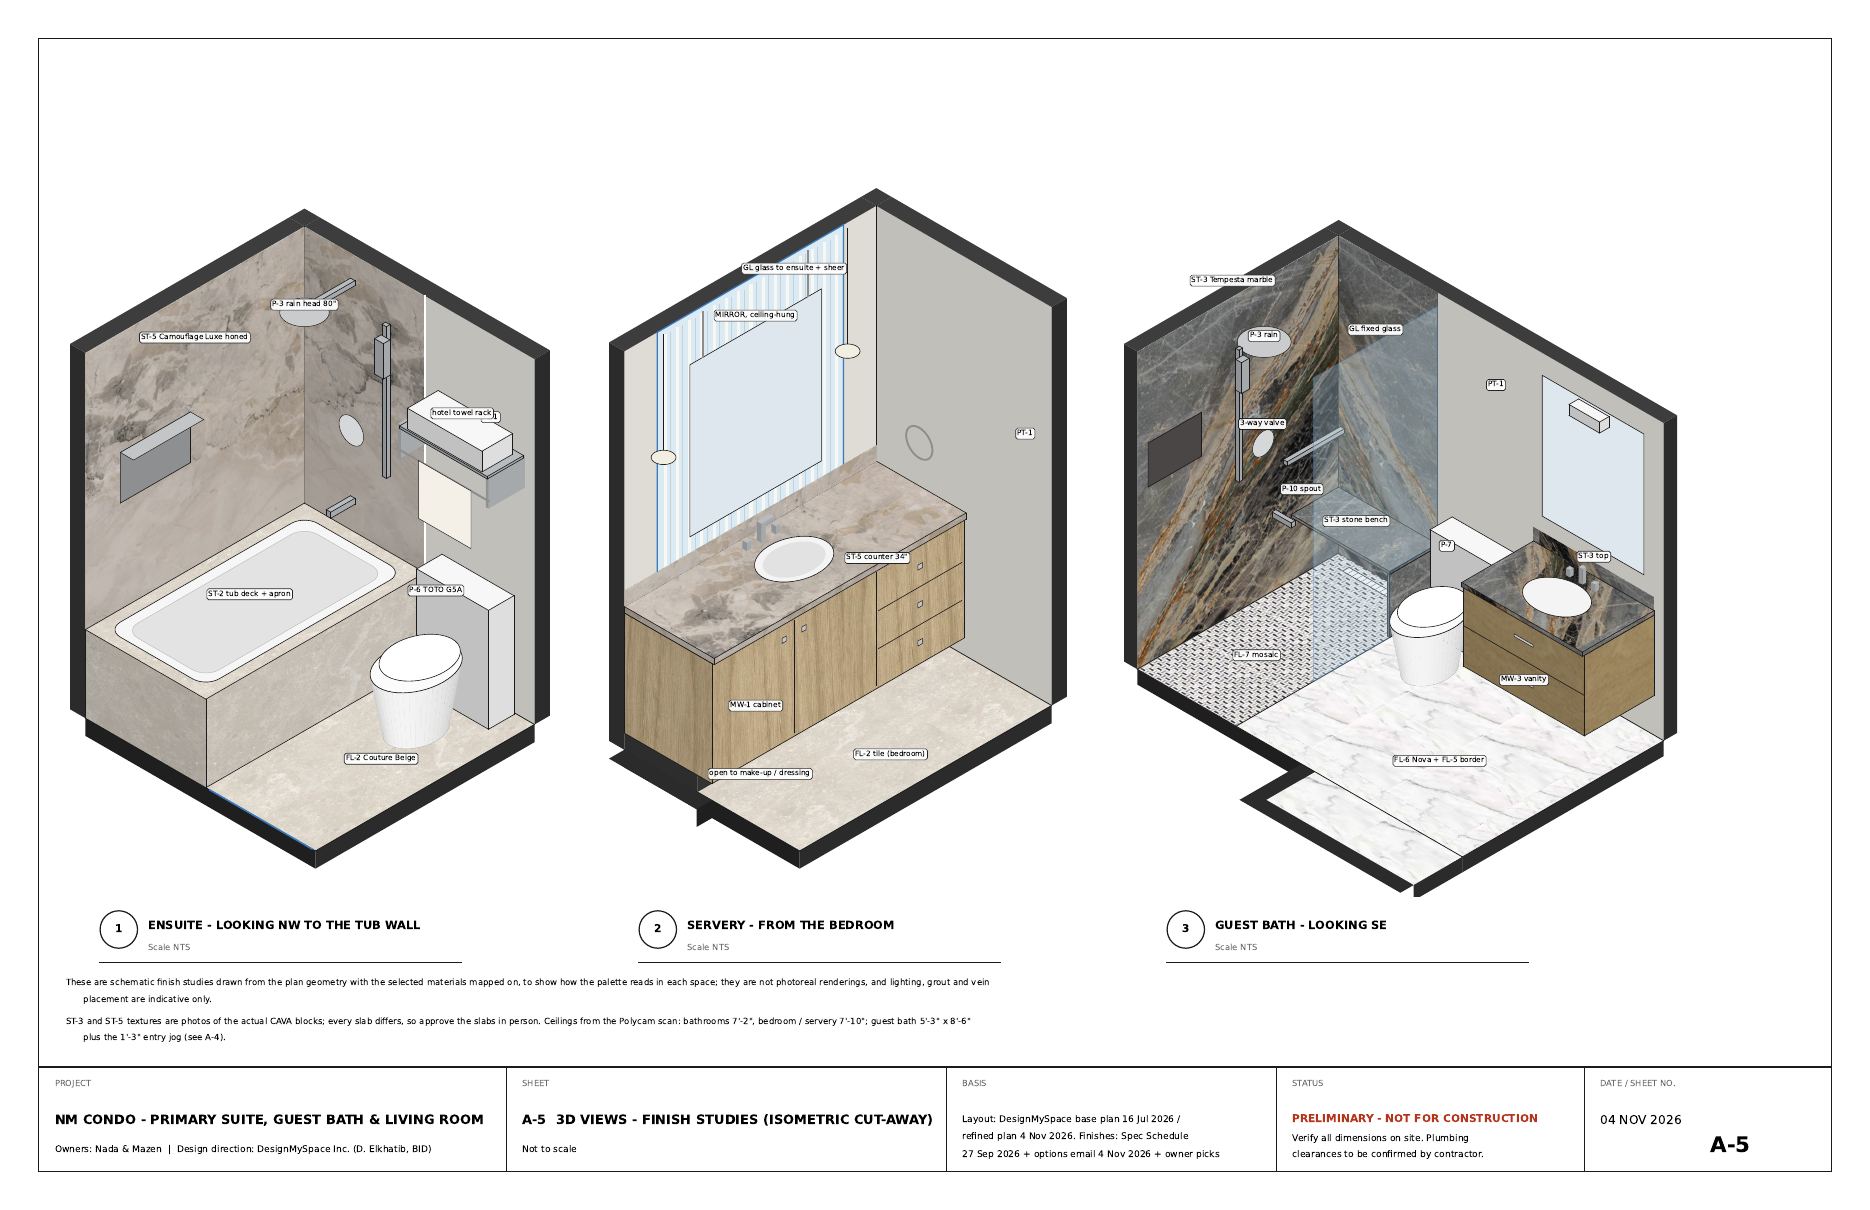 P-3 rain head 80"
ST-5 Camouflage Luxe honed
hotel towel rack
1
ST-2 tub deck + apron
P-6 TOTO G5A
FL-2 Couture Beige
GL glass to ensuite + sheer
MIRROR, ceiling-hung
PT-1
ST-5 counter 34"
MW-1 cabinet
FL-2 tile (bedroom)
open to make-up / dressing
ST-3 Tempesta marble
P-3 rain
GL fixed glass
PT-1
3-way valve
P-10 spout
ST-3 stone bench
P-7
ST-3 top
FL-7 mosaic
MW-3 vanity
FL-6 Nova + FL-5 border
1
ENSUITE - LOOKING NW TO THE TUB WALL
Scale NTS
2
SERVERY - FROM THE BEDROOM
Scale NTS
3
GUEST BATH - LOOKING SE
Scale NTS
These are schematic finish studies drawn from the plan geometry with the selected materials mapped on, to show how the palette reads in each space; they are not photoreal renderings, and lighting, grout and vein
placement are indicative only.
ST-3 and ST-5 textures are photos of the actual CAVA blocks; every slab differs, so approve the slabs in person. Ceilings from the Polycam scan: bathrooms 7'-2", bedroom / servery 7'-10"; guest bath 5'-3" x 8'-6"
plus the 1'-3" entry jog (see A-4).
PROJECT
NM CONDO - PRIMARY SUITE, GUEST BATH & LIVING ROOM
Owners: Nada & Mazen | Design direction: DesignMySpace Inc. (D. Elkhatib, BID)
SHEET
A-5 3D VIEWS - FINISH STUDIES (ISOMETRIC CUT-AWAY)
Not to scale
BASIS
Layout: DesignMySpace base plan 16 Jul 2026 /
refined plan 4 Nov 2026. Finishes: Spec Schedule
27 Sep 2026 + options email 4 Nov 2026 + owner picks
STATUS
PRELIMINARY - NOT FOR CONSTRUCTION
Verify all dimensions on site. Plumbing
clearances to be confirmed by contractor.
DATE / SHEET NO.
04 NOV 2026
A-5